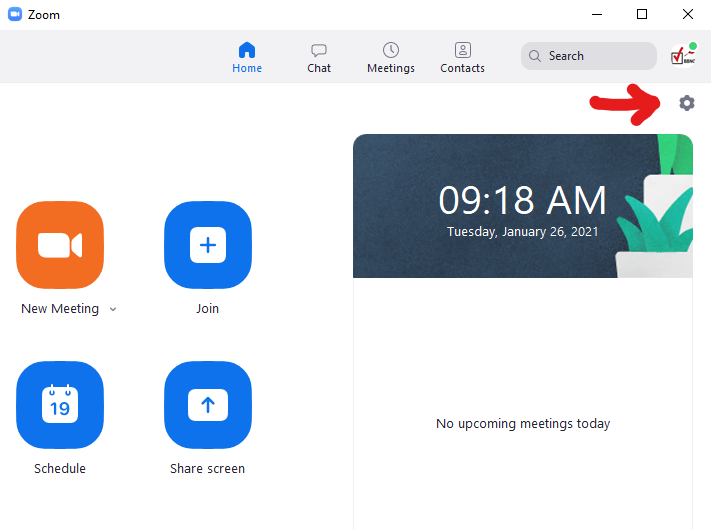 Zoom
Home
Chat
Meetings
Contacts
Search
09:18 AM
Tuesday, January 26, 2021
New Meeting
Join
19
Schedule
Share screen
No upcoming meetings today